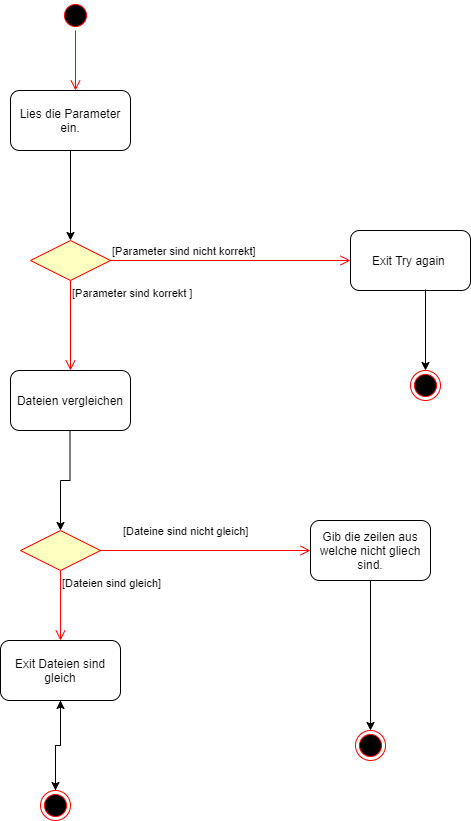 Lies die Parameter
ein.
[Parameter sind nicht korrekt]
Exit Try again
[Parameter sind korrekt ]
Dateien vergleichen
[Dateine sind nicht gleich]
Gib die zeilen aus
welche nicht gliech
sind.
[Dateien sind gleich]
Exit Dateien sind
gleich